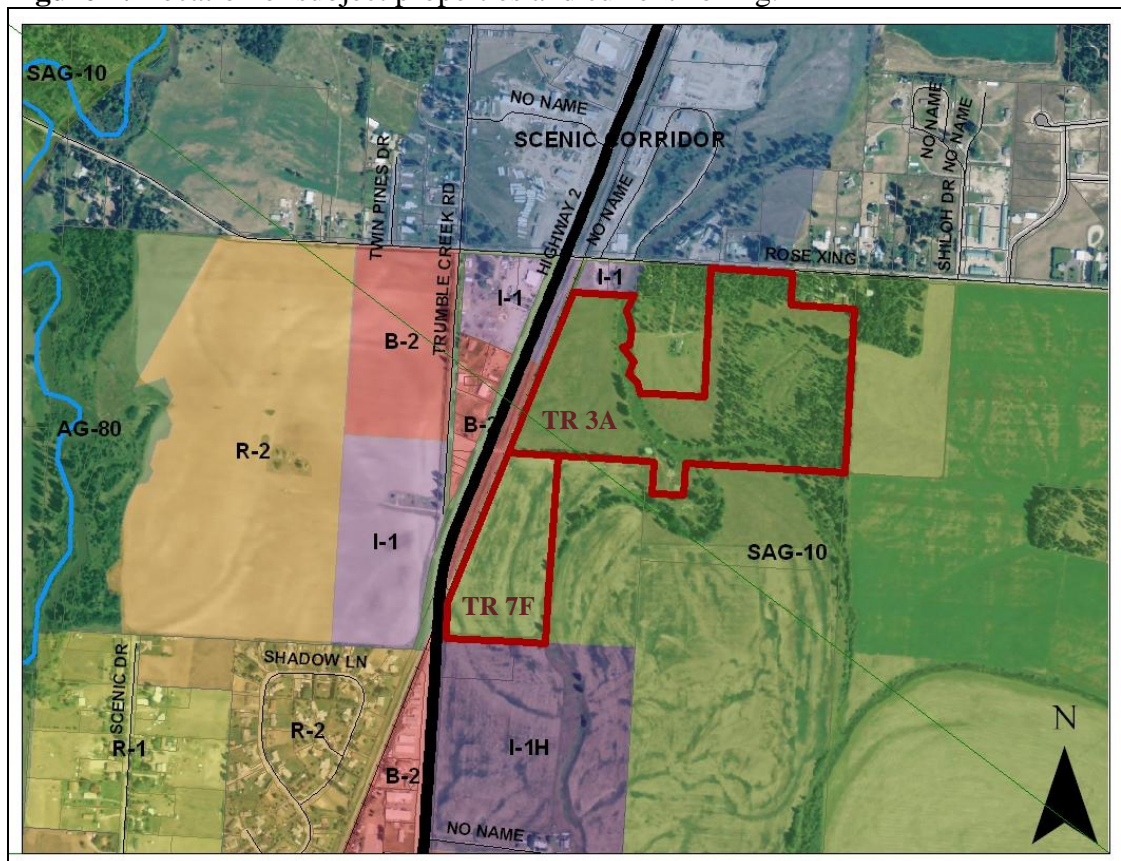 SAG-10
NO NAME
SCENIC CORRIDOR
TWIN PINES DR
TRUMBLE CREEK RD
HIGHWAY 2
NO NAME
NO NAME
NO NAME
SHILOH DR
ROSE XING
I-1
I-1
B-2
AG-80
R-2
TR 3A
I-1
SAG-10
TR 7F
SCENIC DR
SHADOW LN
R-1
R-2
B-2
I-1H
NO NAME
N